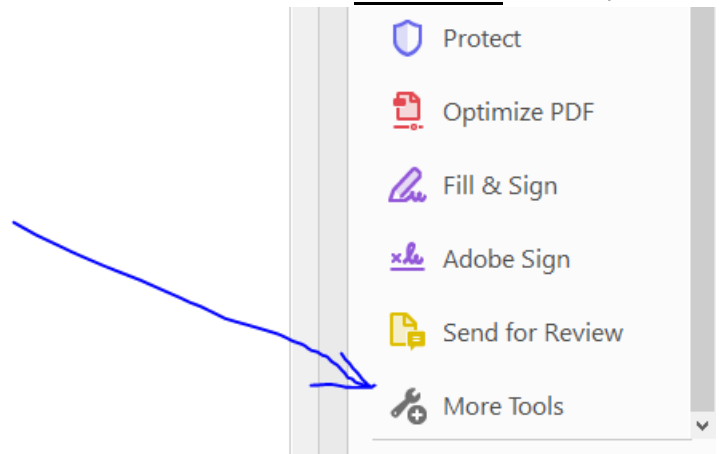 Protect
Optimize PDF
Fill & Sign
Adobe Sign
Send for Review
More Tools